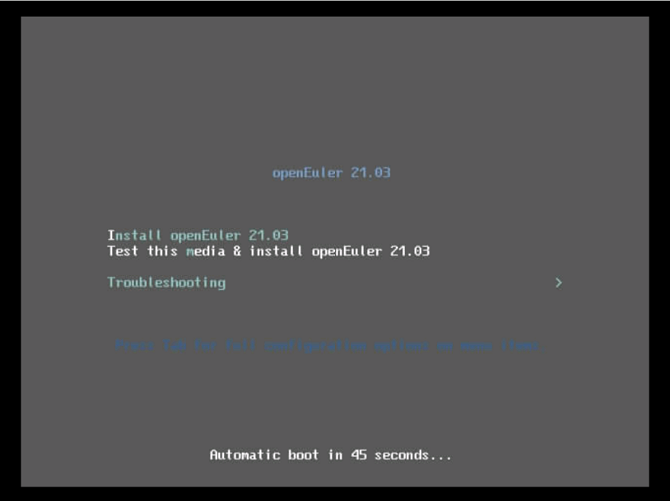 openEuler 21.03
Install openEuler 21.03
Test this media & install openEuler 21.03
Troubleshooting >
Press Tab for full configuration options on menu items.
Automatic boot in 45 seconds...